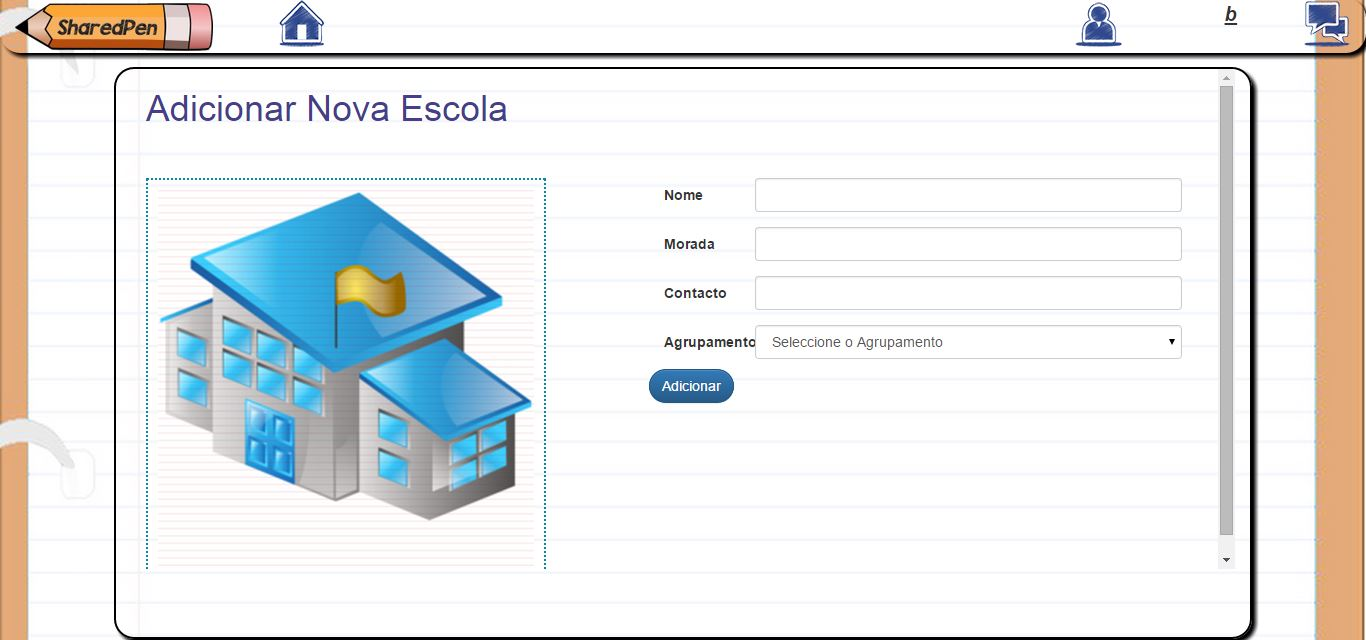 SharedPen
b
Adicionar Nova Escola
Nome
Morada
Contacto
Agrupamento
Seleccione o Agrupamento
Adicionar